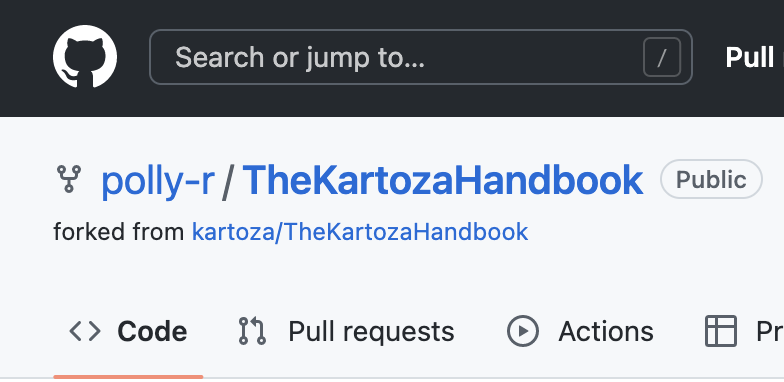 Search or jump to... / Pull
polly-r / TheKartozaHandbook Public
forked from kartoza/TheKartozaHandbook
Code Pull requests Actions Pr